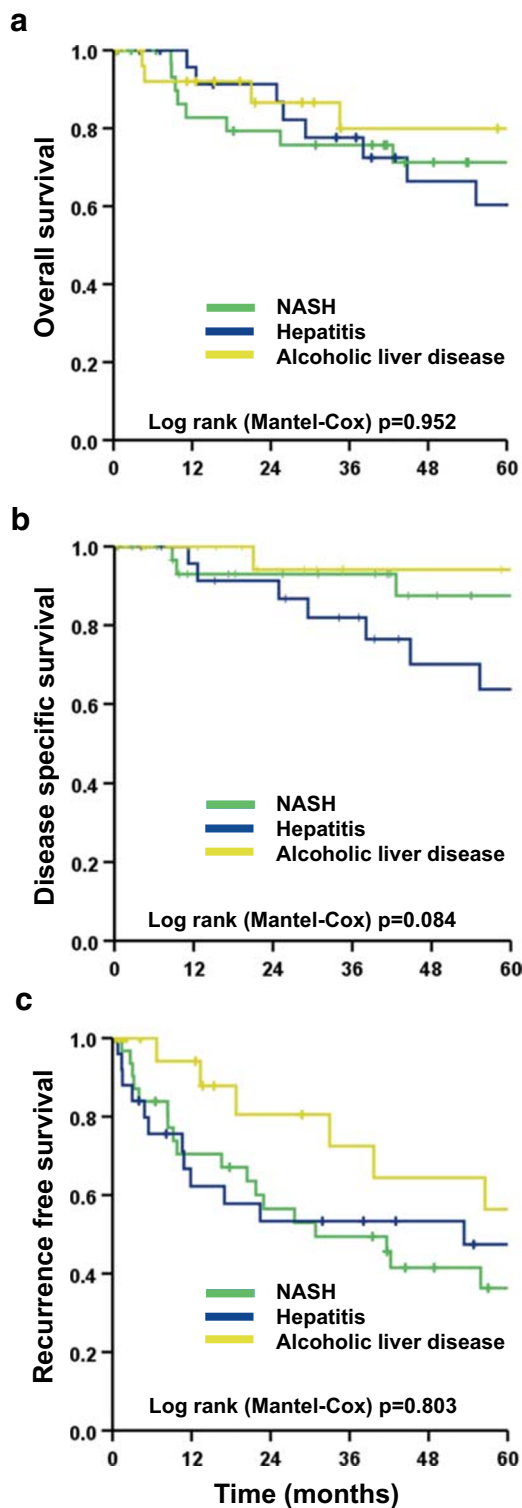 a
1.0
0.8
0.6
0.4
0.2
0.0
Overall survival
NASH
Hepatitis
Alcoholic liver disease
Log rank (Mantel-Cox) p=0.952
0 12 24 36 48 60
b
1.0
0.8
0.6
0.4
0.2
0.0
Disease specific survival
NASH
Hepatitis
Alcoholic liver disease
Log rank (Mantel-Cox) p=0.084
0 12 24 36 48 60
c
1.0
0.8
0.6
0.4
0.2
0.0
Recurrence free survival
NASH
Hepatitis
Alcoholic liver disease
Log rank (Mantel-Cox) p=0.803
0 12 24 36 48 60
Time (months)